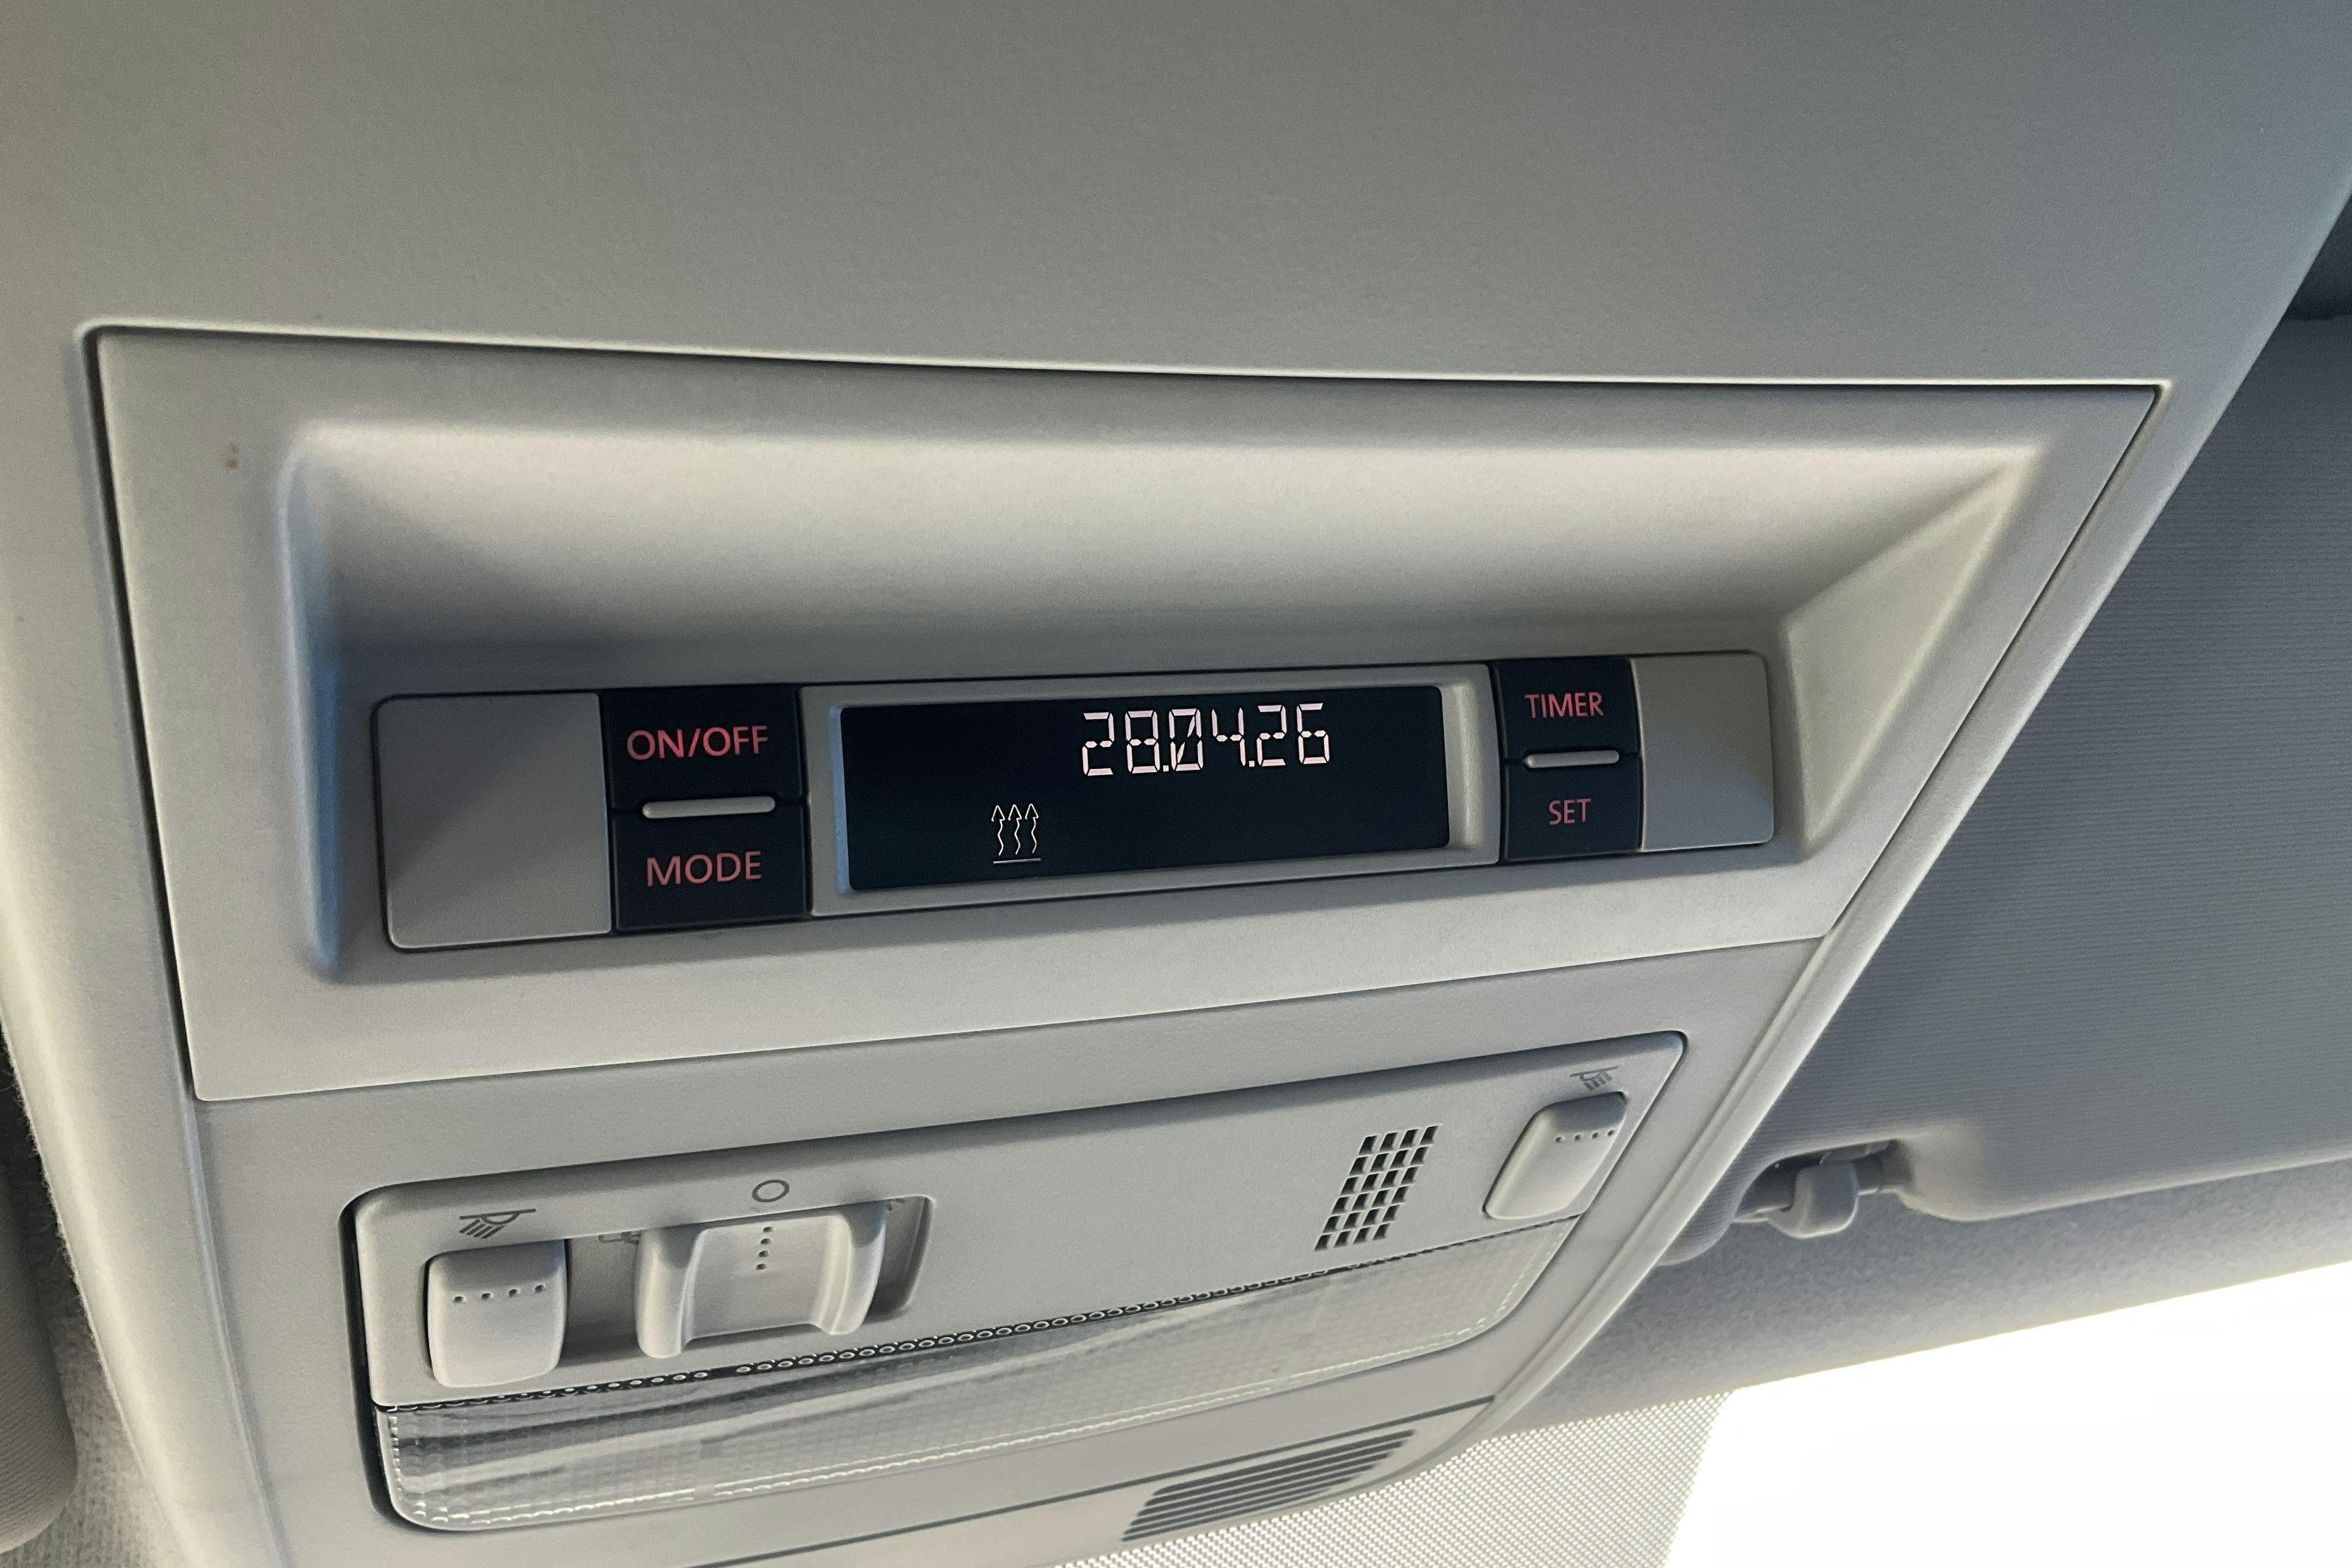 ON/OFF
MODE
28.04.26
TIMER
SET